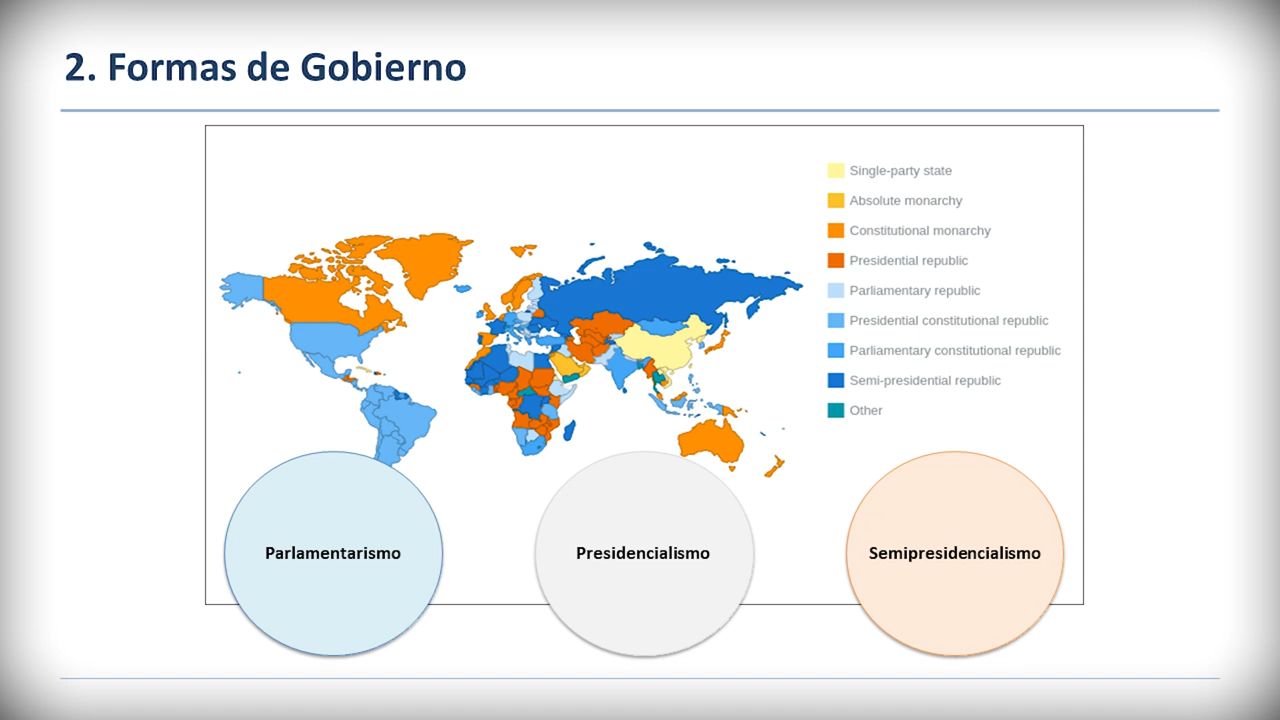 2. Formas de Gobierno
Single-party state
Absolute monarchy
Constitutional monarchy
Presidential republic
Parliamentary republic
Presidential constitutional republic
Parliamentary constitutional republic
Semi-presidential republic
Other
Parlamentarismo
Presidencialismo
Semipresidencialismo